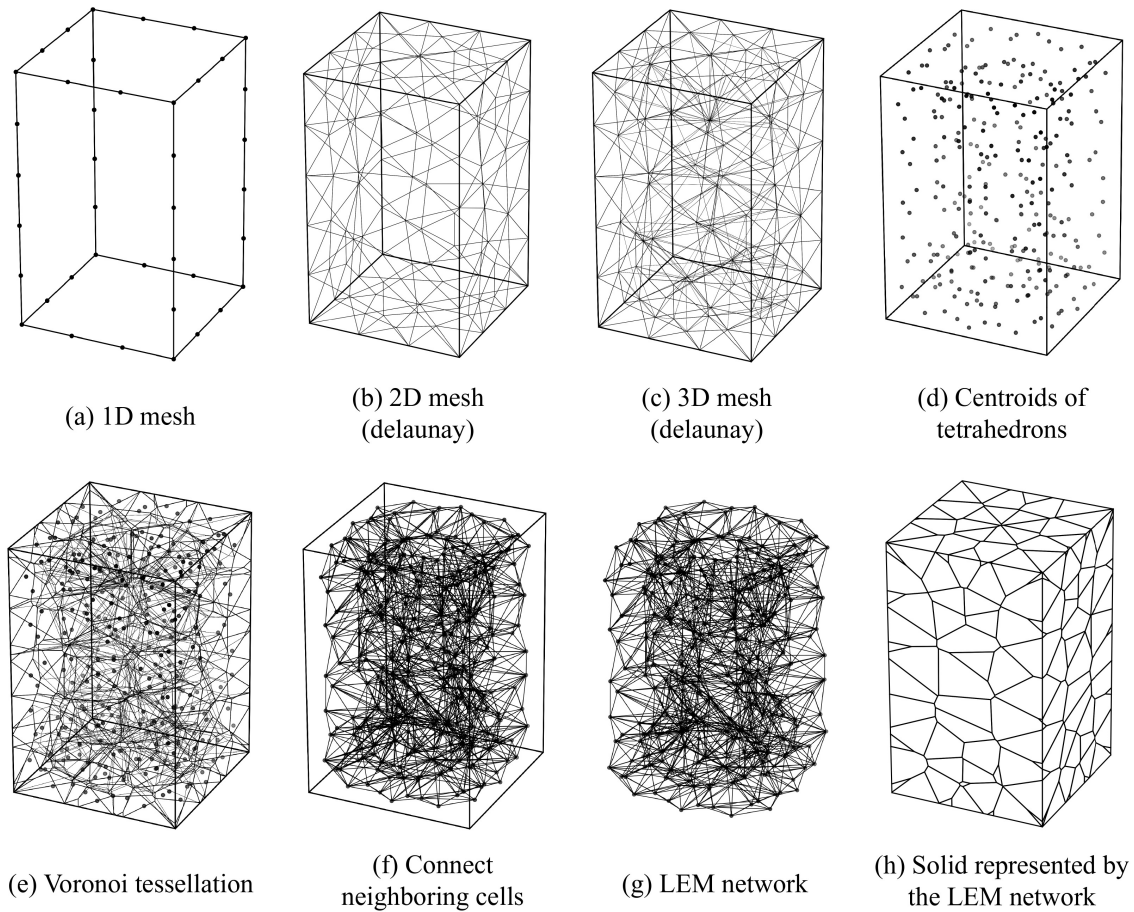 (a) 1D mesh
(b) 2D mesh
(delaunay)
(c) 3D mesh
(delaunay)
(d) Centroids of
tetrahedrons
(e) Voronoi tessellation
(f) Connect
neighboring cells
(g) LEM network
(h) Solid represented by
the LEM network